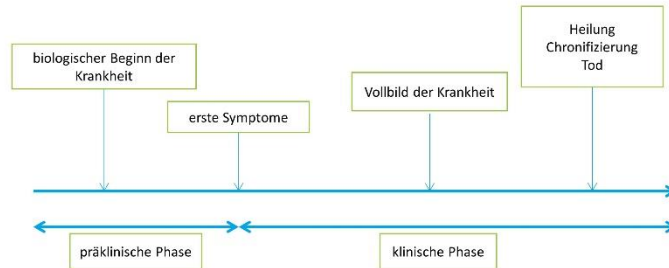 biologischer Beginn der
Krankheit
erste Symptome
Vollbild der Krankheit
Heilung
Chronifizierung
Tod
präklinische Phase
klinische Phase